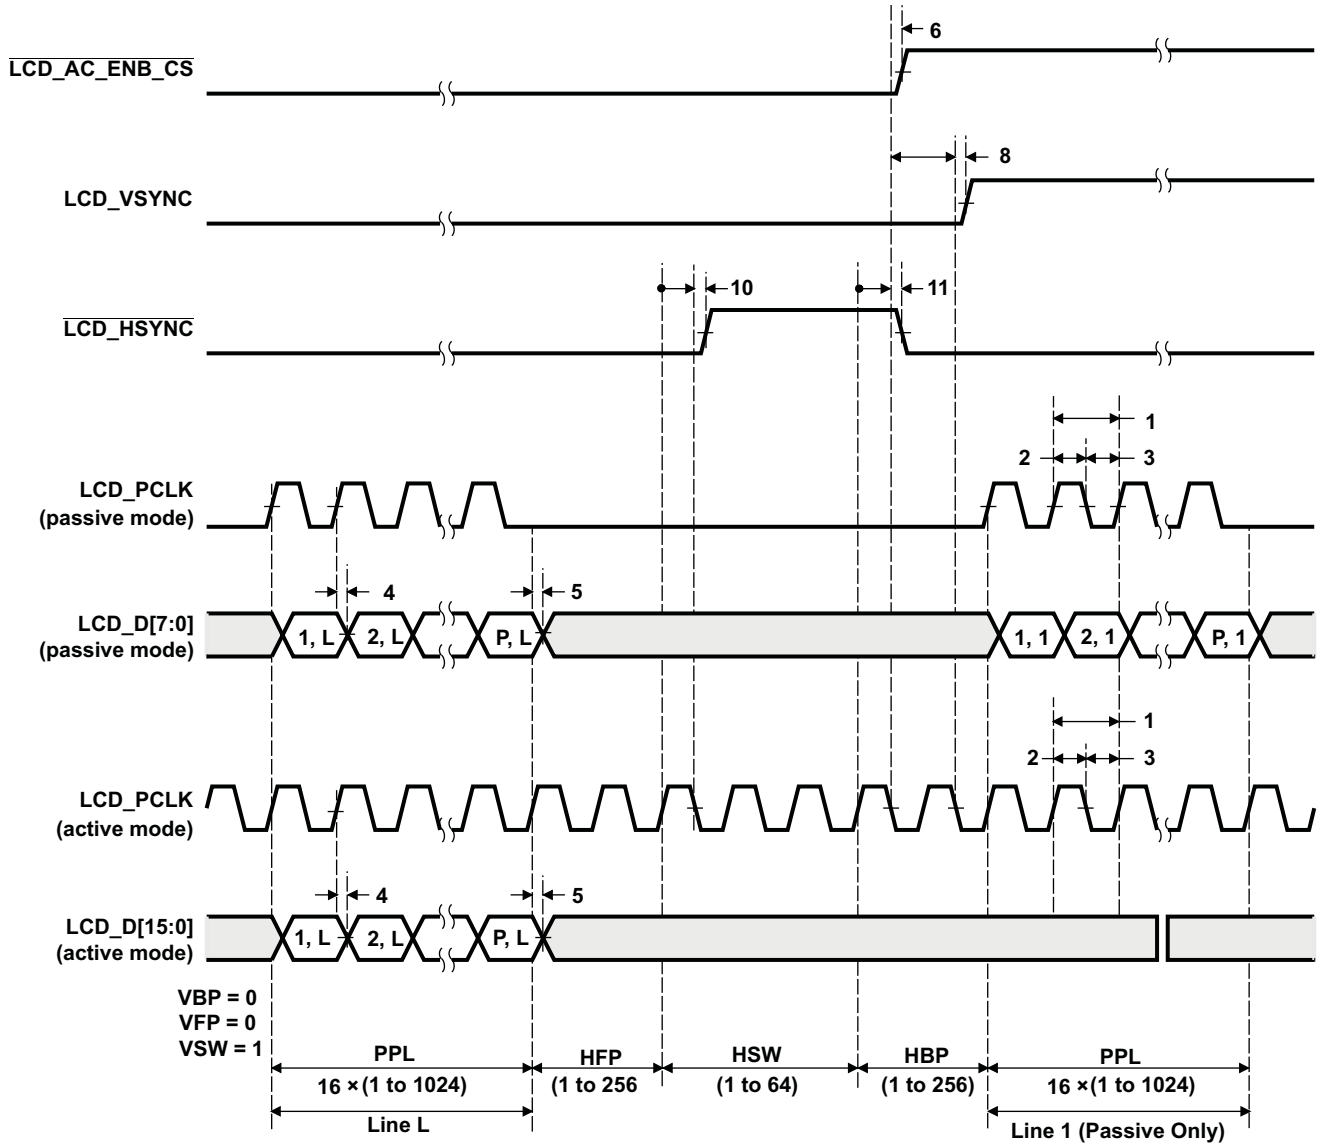 6
LCD_AC_ENB_CS
8
LCD_VSYNC
10
11
LCD_HSYNC
1
2
3
LCD_PCLK
(passive mode)
4
5
LCD_D[7:0]
(passive mode)
1, L
2, L
P, L
1, 1
2, 1
P, 1
1
2
3
LCD_PCLK
(active mode)
4
5
LCD_D[15:0]
(active mode)
1, L
2, L
P, L
VBP = 0
VFP = 0
VSW = 1
PPL
16 × (1 to 1024)
HFP
(1 to 256
HSW
(1 to 64)
HBP
(1 to 256)
PPL
16 × (1 to 1024)
Line L
Line 1 (Passive Only)